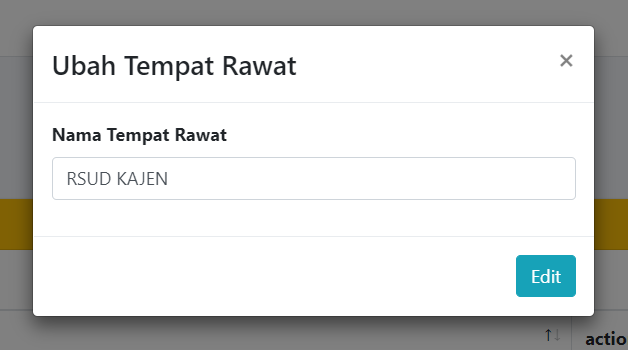 Ubah Tempat Rawat
×
Nama Tempat Rawat
RSUD KAJEN
Edit
actio